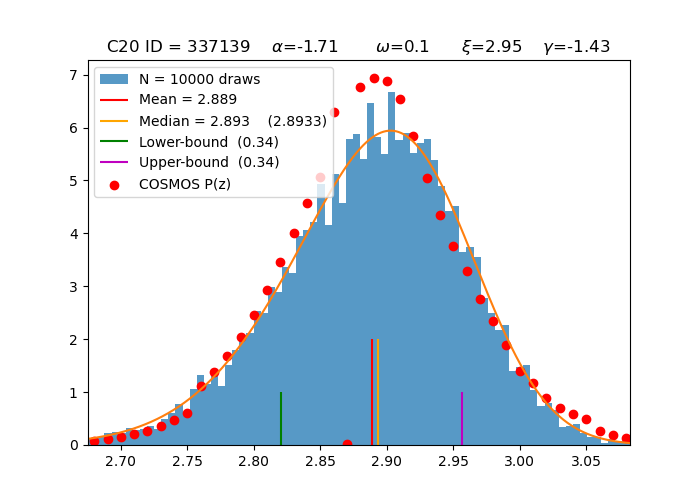 C20 ID = 337139 α=-1.71 ω=0.1 ξ=2.95 γ=-1.43
N = 10000 draws
Mean = 2.889
Median = 2.893 (2.8933)
Lower-bound (0.34)
Upper-bound (0.34)
COSMOS P(z)
7
6
5
4
3
2
1
0
2.70 2.75 2.80 2.85 2.90 2.95 3.00 3.05